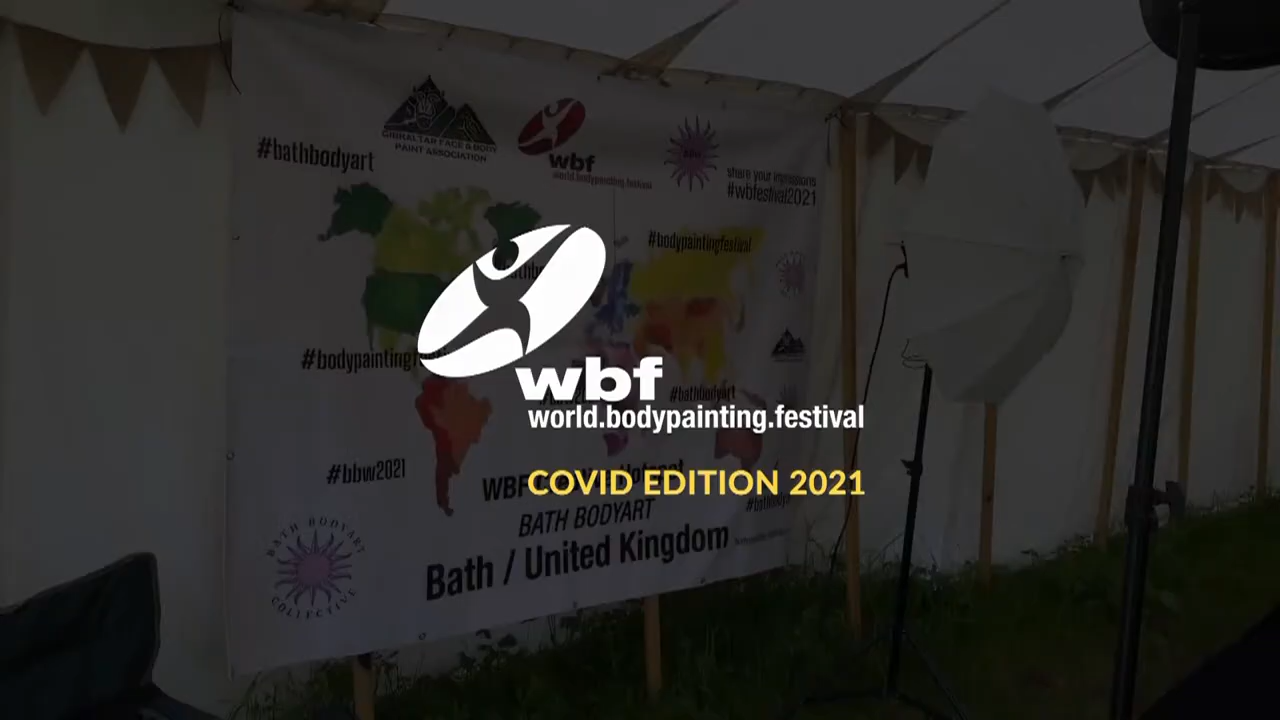 #bathbodyart
GIBRALTAR FACE & BODY
PAINT ASSOCIATION
wbf
world.bodypainting.festival
share your impressions
#wbfestival2021
#bodypaintingfestival
wbf
world.bodypainting.festival
#bathbodyart
#bbw2021
COVID EDITION 2021
WBF
BATH BODYART
Bath / United Kingdom
BATH BODYART
COLLECTIVE